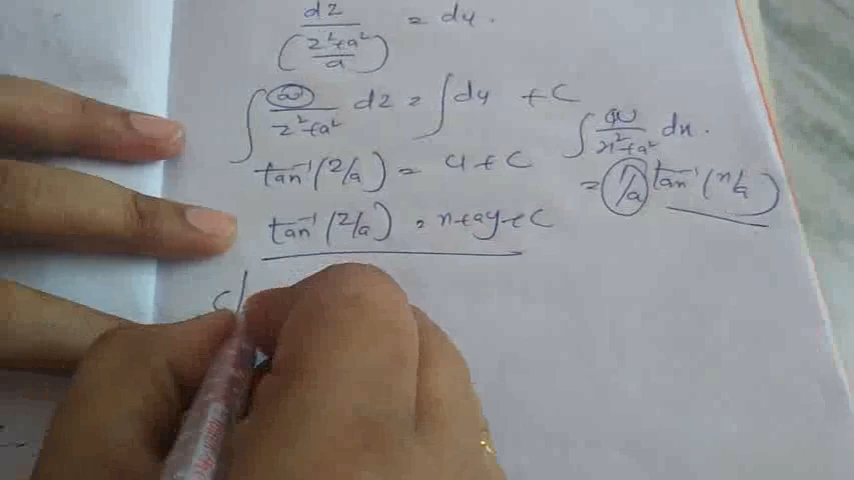 dz / ((z²+a²)/a) = du.
∫ a/(z²+a²) dz = ∫ du + C
tan⁻¹(z/a) = u + C
tan⁻¹(z/a) = x+ay+C
∫ a/(x²+a²) dx.
= 1/a tan⁻¹(x/a)